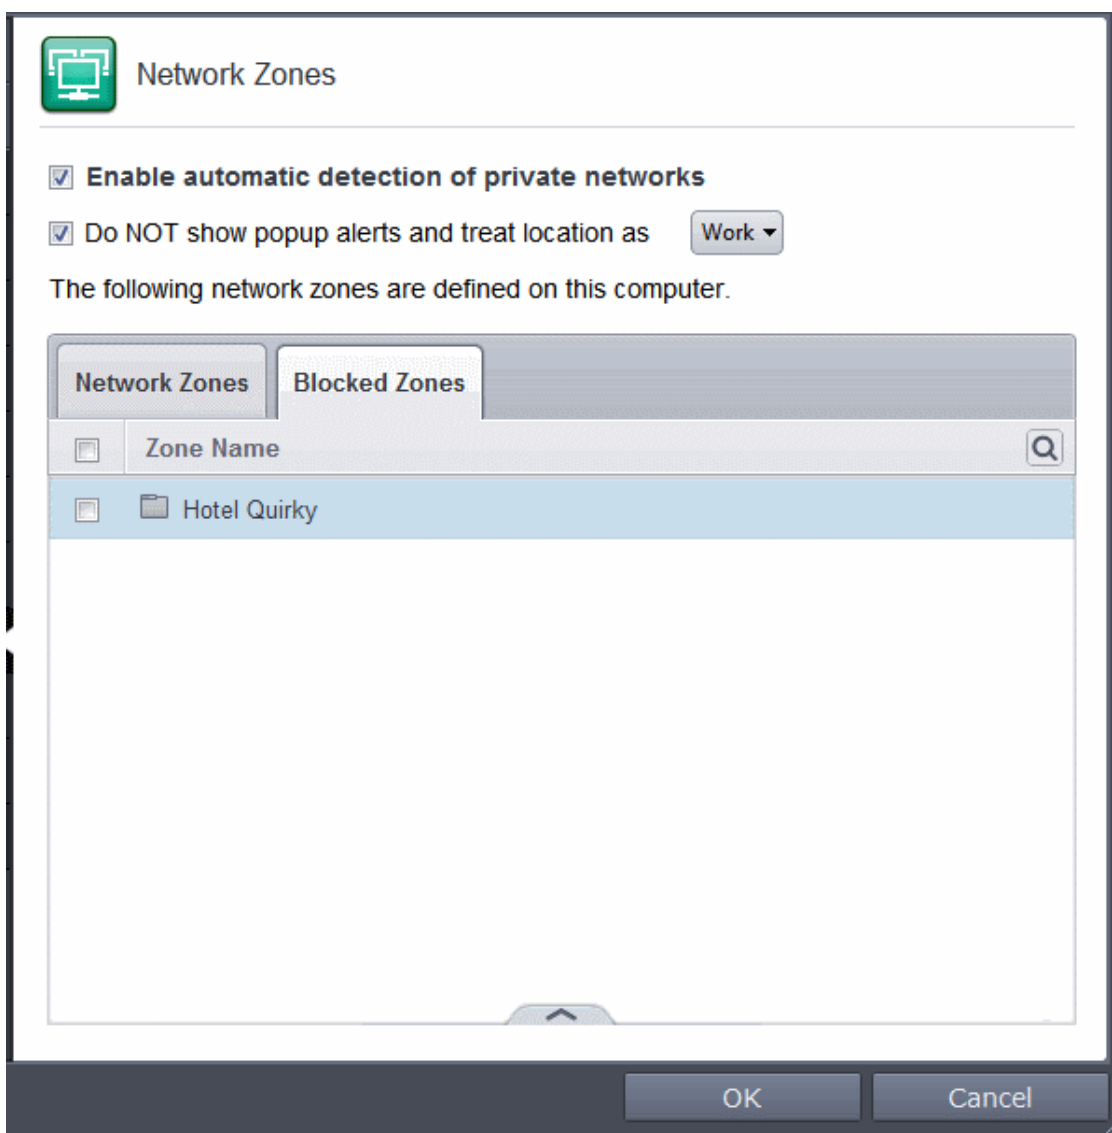 Network Zones
Enable automatic detection of private networks
Do NOT show popup alerts and treat location as Work
The following network zones are defined on this computer.
Network Zones Blocked Zones
Zone Name
Hotel Quirky
OK Cancel